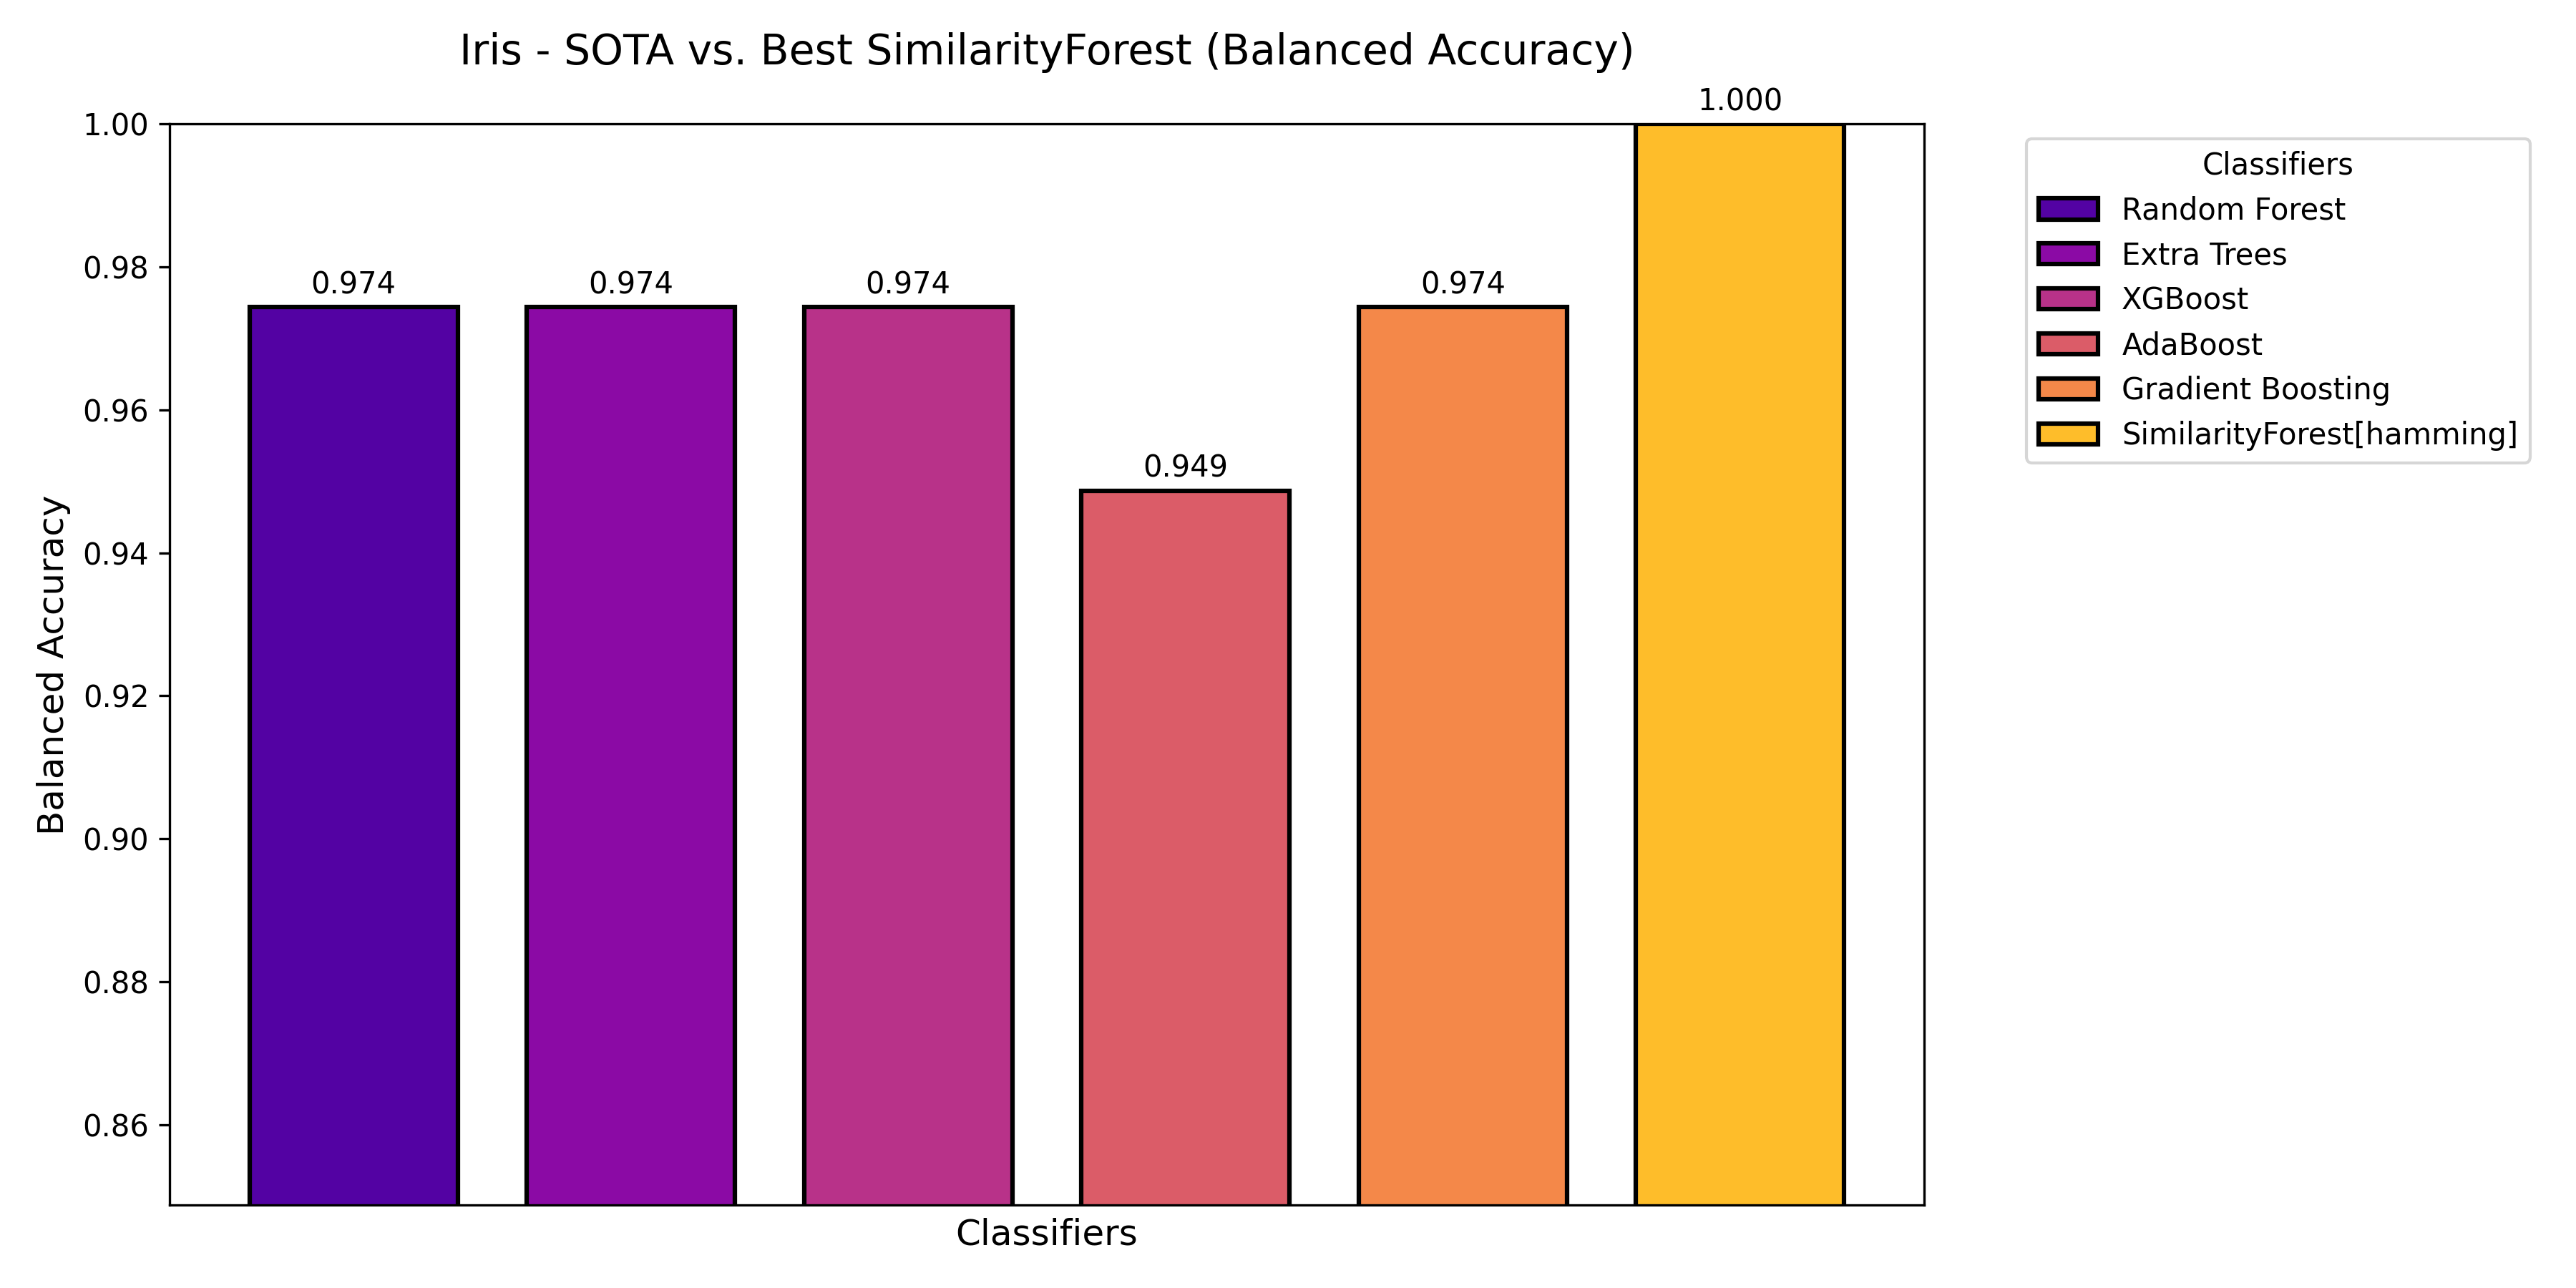 Iris - SOTA vs. Best SimilarityForest (Balanced Accuracy)
1.000
1.00
0.98
0.96
0.94
0.92
0.90
0.88
0.86
Balanced Accuracy
0.974
0.974
0.974
0.949
0.974
Classifiers
Classifiers
Random Forest
Extra Trees
XGBoost
AdaBoost
Gradient Boosting
SimilarityForest[hamming]